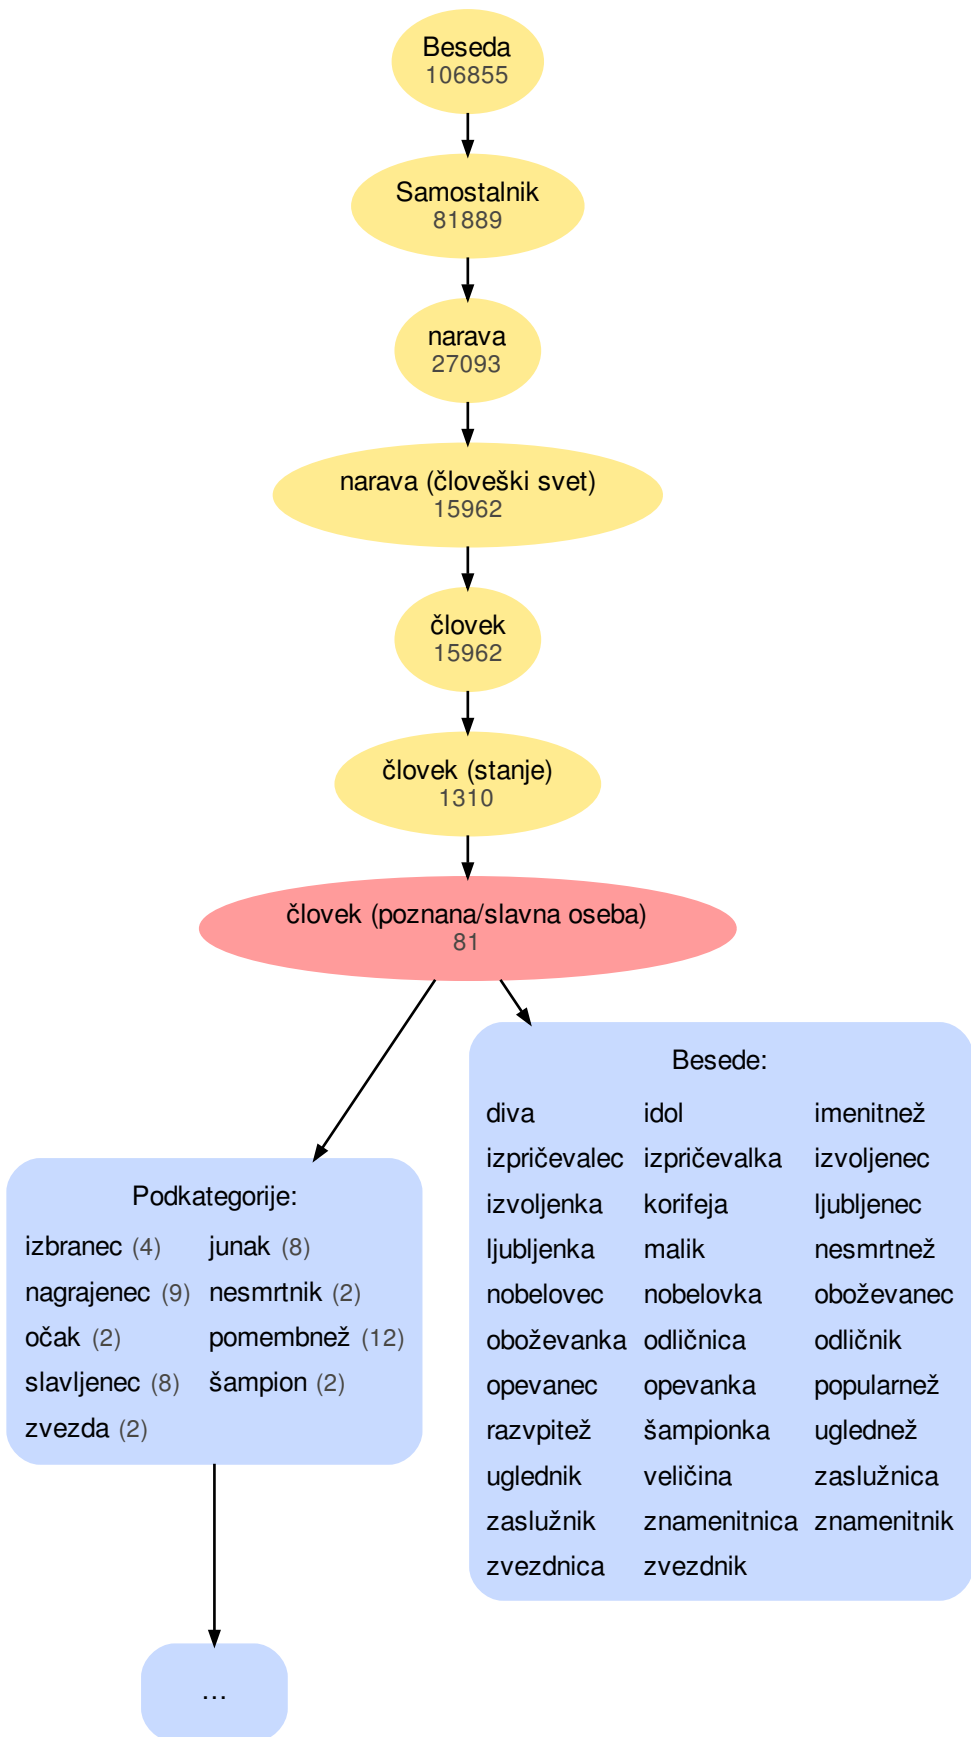 Beseda
106855
Samostalnik
81889
narava
27093
narava (človeški svet)
15962
človek
15962
človek (stanje)
1310
človek (poznana/slavna oseba)
81
Podkategorije:
izbranec (4) junak (8)
nagrajenec (9) nesmrtnik (2)
očak (2) pomembnež (12)
slavljenec (8) šampion (2)
zvezda (2)
...
Besede:
diva idol imenitnež
izpričevalec izpričevalka izvoljenec
izvoljenka korifeja ljubljenec
ljubljenka malik nesmrtnež
nobelovec nobelovka oboževanec
oboževanka odličnica odličnik
opevanec opevanka popularnež
razvpitež šampionka uglednež
uglednik veličina zaslužnica
zaslužnik znamenitnica znamenitnik
zvezdnica zvezdnik